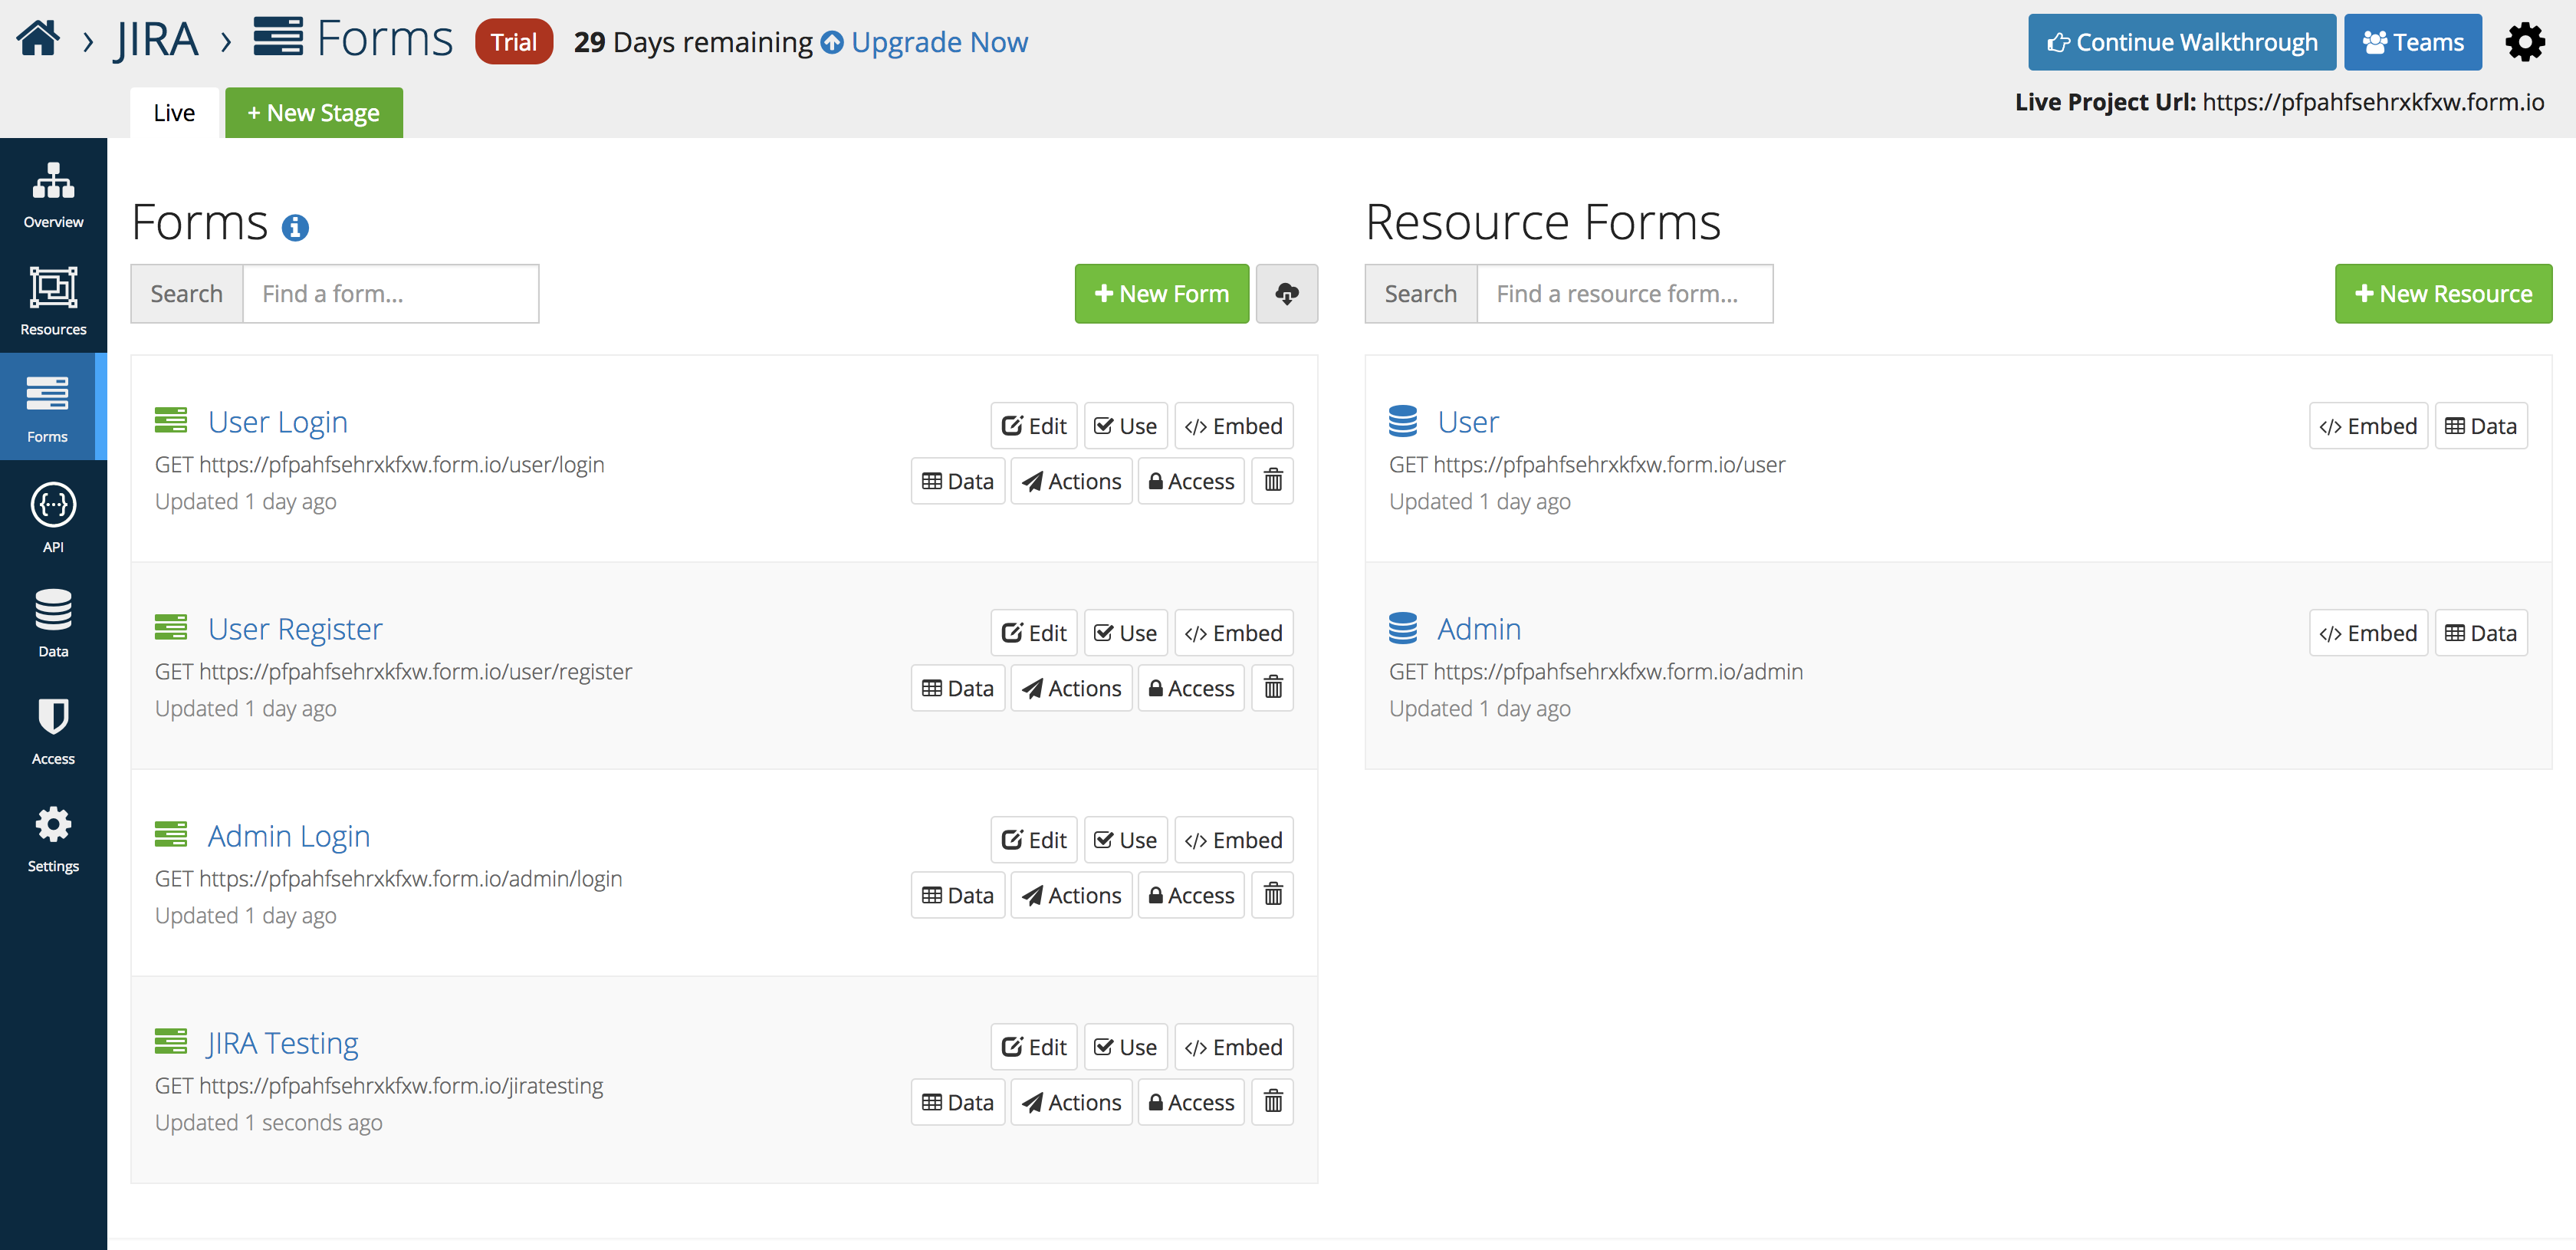 › JIRA › Forms Trial 29 Days remaining Upgrade Now
Continue Walkthrough Teams
Live + New Stage
Live Project Url: https://pfpahfsehrxkfxw.form.io
Overview
Resources
Forms
API
Data
Access
Settings
Forms
Search Find a form...
New Form
User Login
GET https://pfpahfsehrxkfxw.form.io/user/login
Updated 1 day ago
Edit Use Embed
Data Actions Access
User Register
GET https://pfpahfsehrxkfxw.form.io/user/register
Updated 1 day ago
Edit Use Embed
Data Actions Access
Admin Login
GET https://pfpahfsehrxkfxw.form.io/admin/login
Updated 1 day ago
Edit Use Embed
Data Actions Access
JIRA Testing
GET https://pfpahfsehrxkfxw.form.io/jiratesting
Updated 1 seconds ago
Edit Use Embed
Data Actions Access
Resource Forms
Search Find a resource form...
New Resource
User
GET https://pfpahfsehrxkfxw.form.io/user
Updated 1 day ago
Embed Data
Admin
GET https://pfpahfsehrxkfxw.form.io/admin
Updated 1 day ago
Embed Data